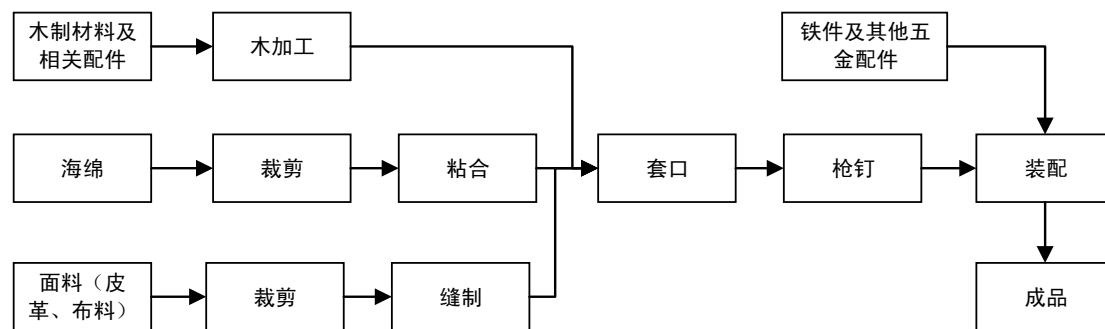 木制材料及
相关配件
木加工
铁件及其他五
金配件
海绵
裁剪
粘合
套口
枪钉
装配
面料（皮
革、布料）
裁剪
缝制
成品